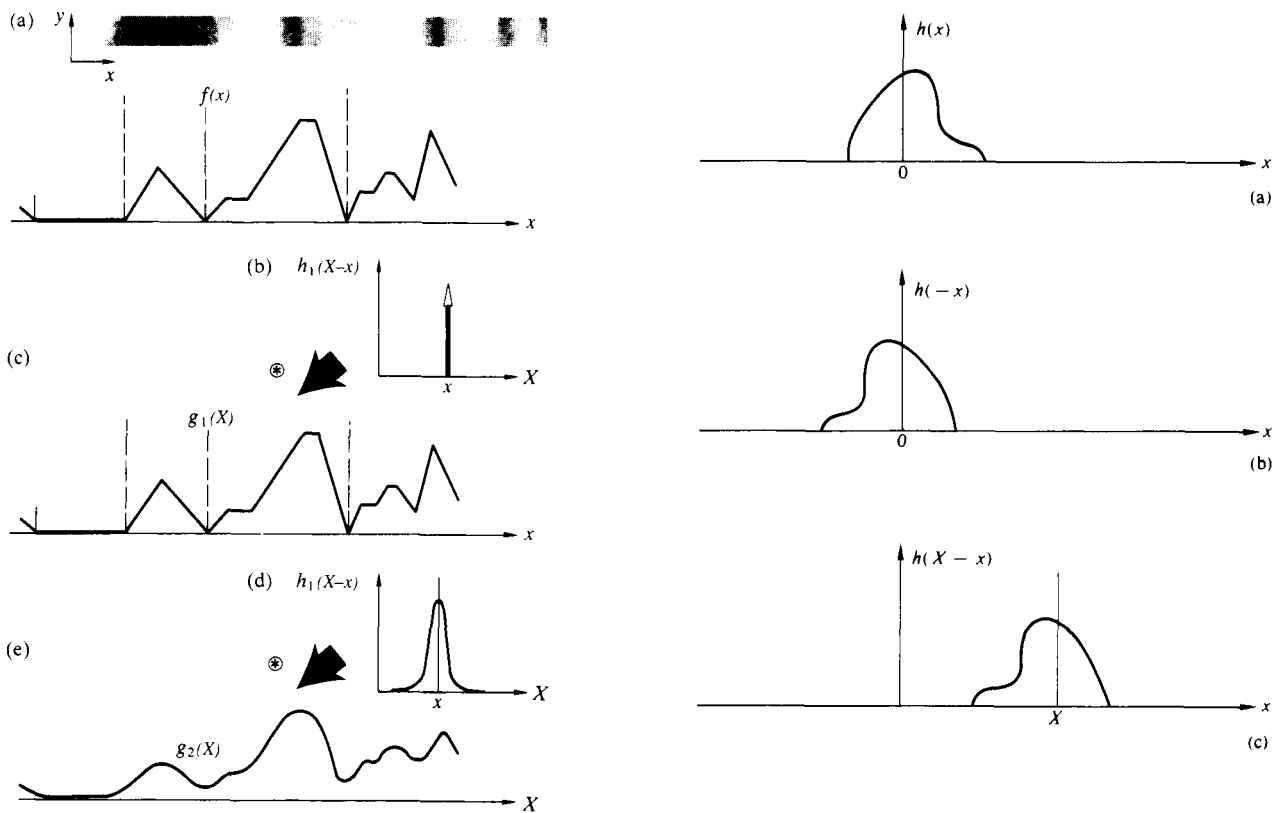 (a)
y
x
f(x)
x
(b) h₁(X–x)
(c)
⊛
x
X
g₁(X)
x
(d) h₁(X–x)
(e)
⊛
x
X
g₂(X)
X
h(x)
0
x
(a)
h(– x)
0
x
(b)
h(X – x)
X
x
(c)